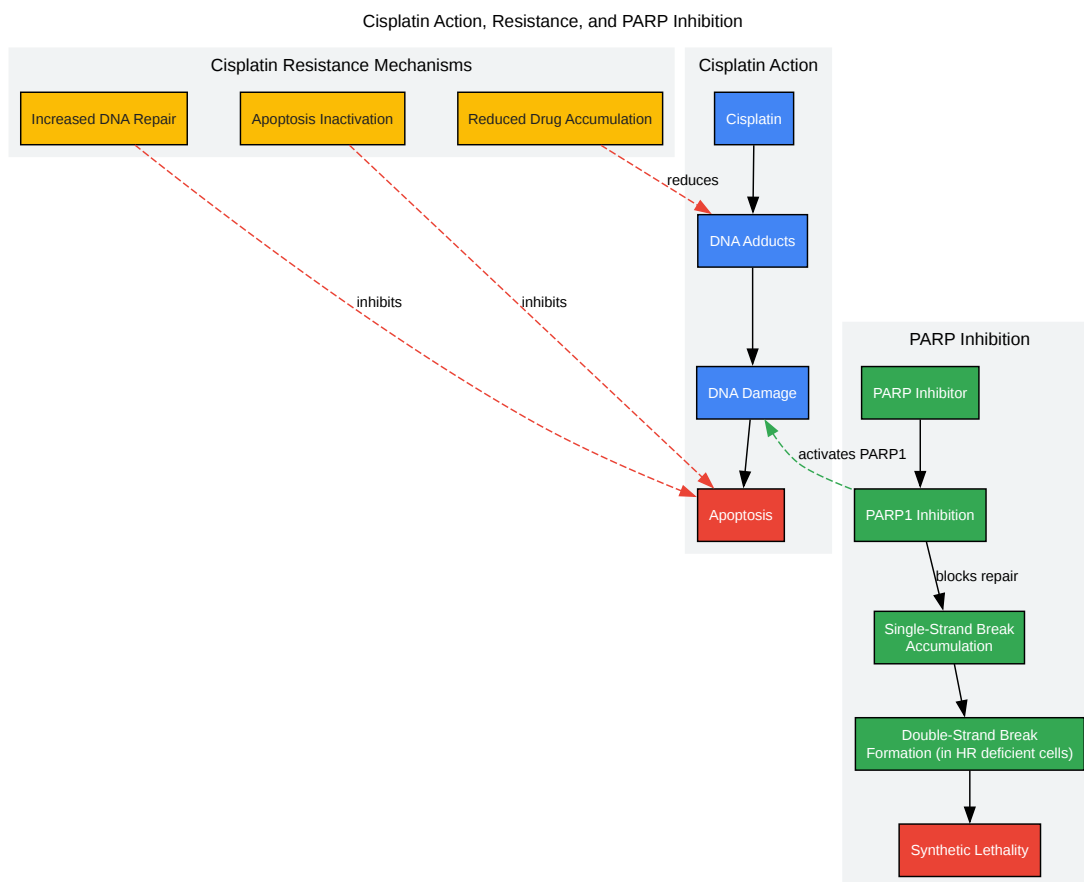 Cisplatin Action, Resistance, and PARP Inhibition
Cisplatin Resistance Mechanisms
Cisplatin Action
Increased DNA Repair
Apoptosis Inactivation
Reduced Drug Accumulation
Cisplatin
reduces
DNA Adducts
inhibits
inhibits
PARP Inhibition
DNA Damage
PARP Inhibitor
activates PARP1
Apoptosis
PARP1 Inhibition
blocks repair
Single-Strand Break
Accumulation
Double-Strand Break
Formation (in HR deficient cells)
Synthetic Lethality